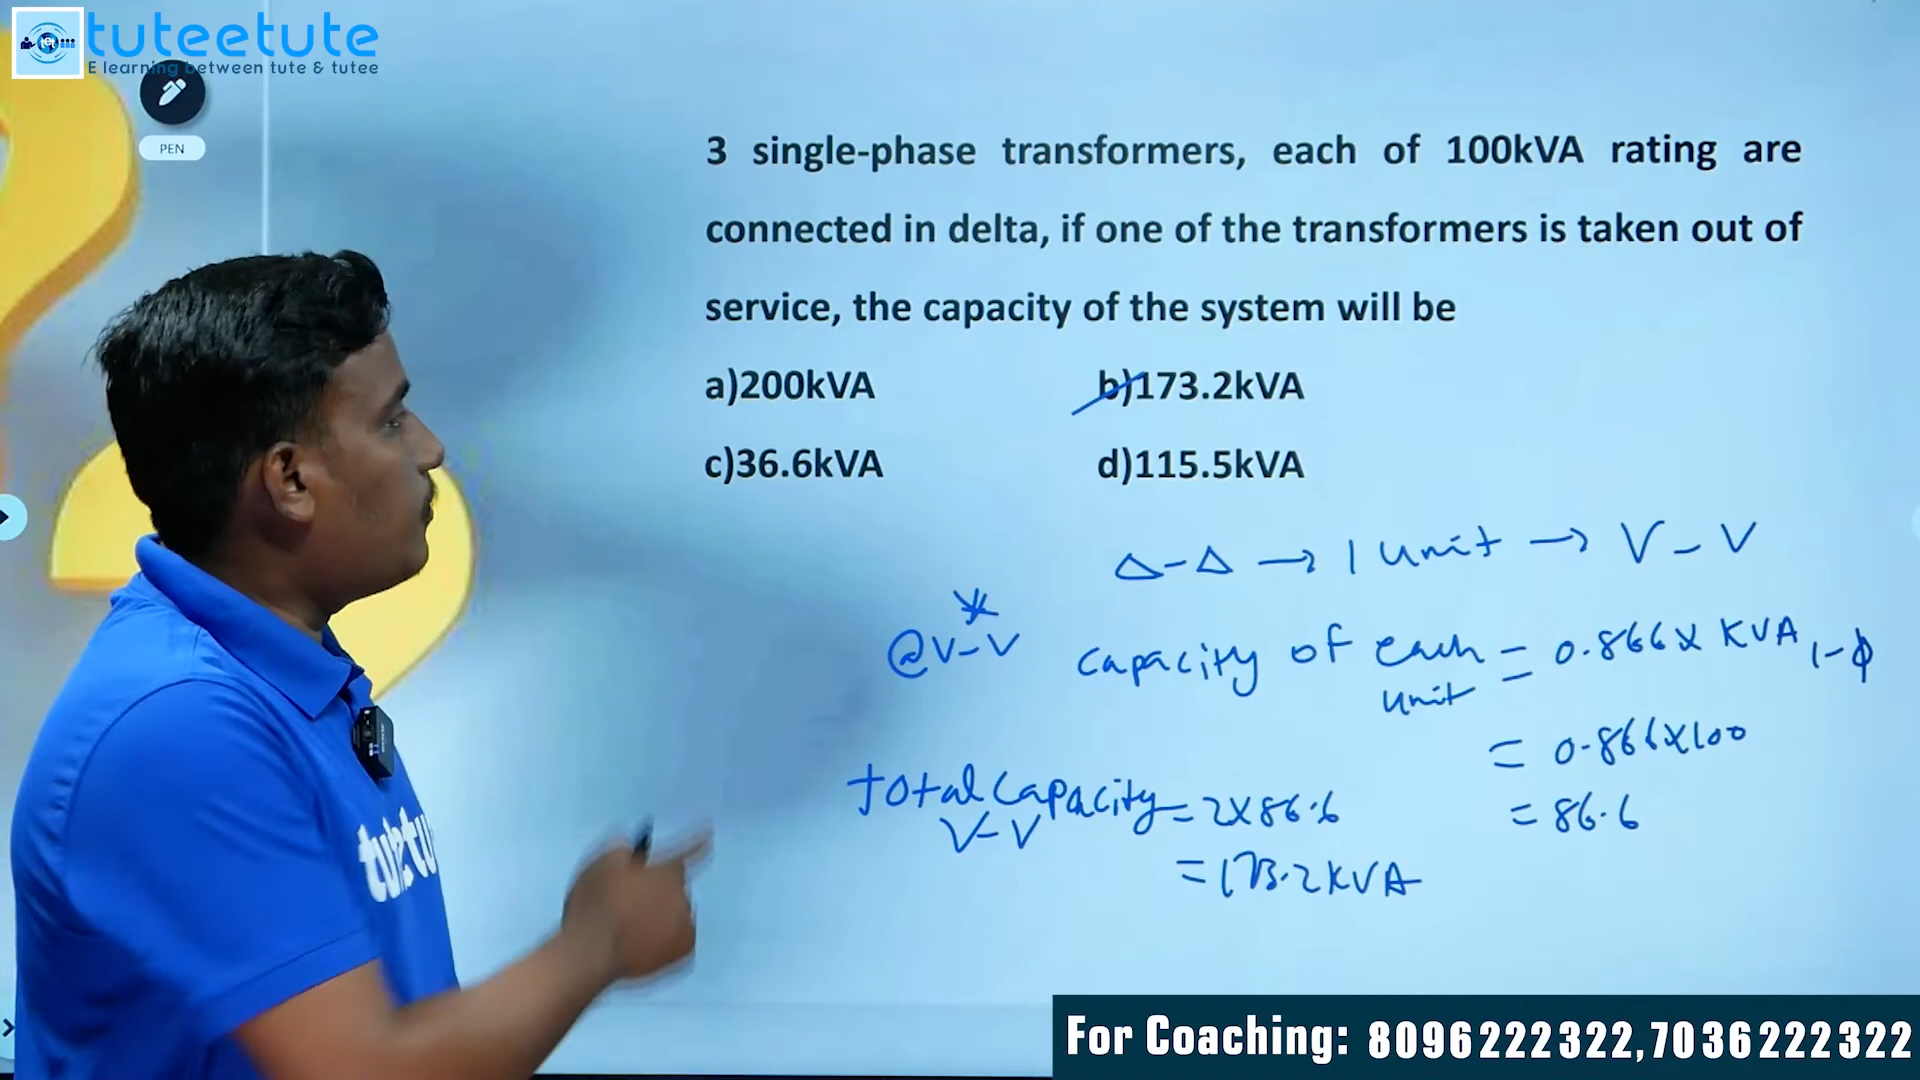 tuteetute
E learning between tute & tutee
PEN
3 single-phase transformers, each of 100kVA rating are
connected in delta, if one of the transformers is taken out of
service, the capacity of the system will be
a)200kVA b)173.2kVA
c)36.6kVA d)115.5kVA
Δ-Δ → 1 unit → V-V
@V-V capacity of each unit = 0.866 x KVA 1-ϕ
= 0.866x100
= 86.6
Total capacity V-V = 2x86.6
= 173.2KVA
tutetu
For Coaching: 8096222322,7036222322